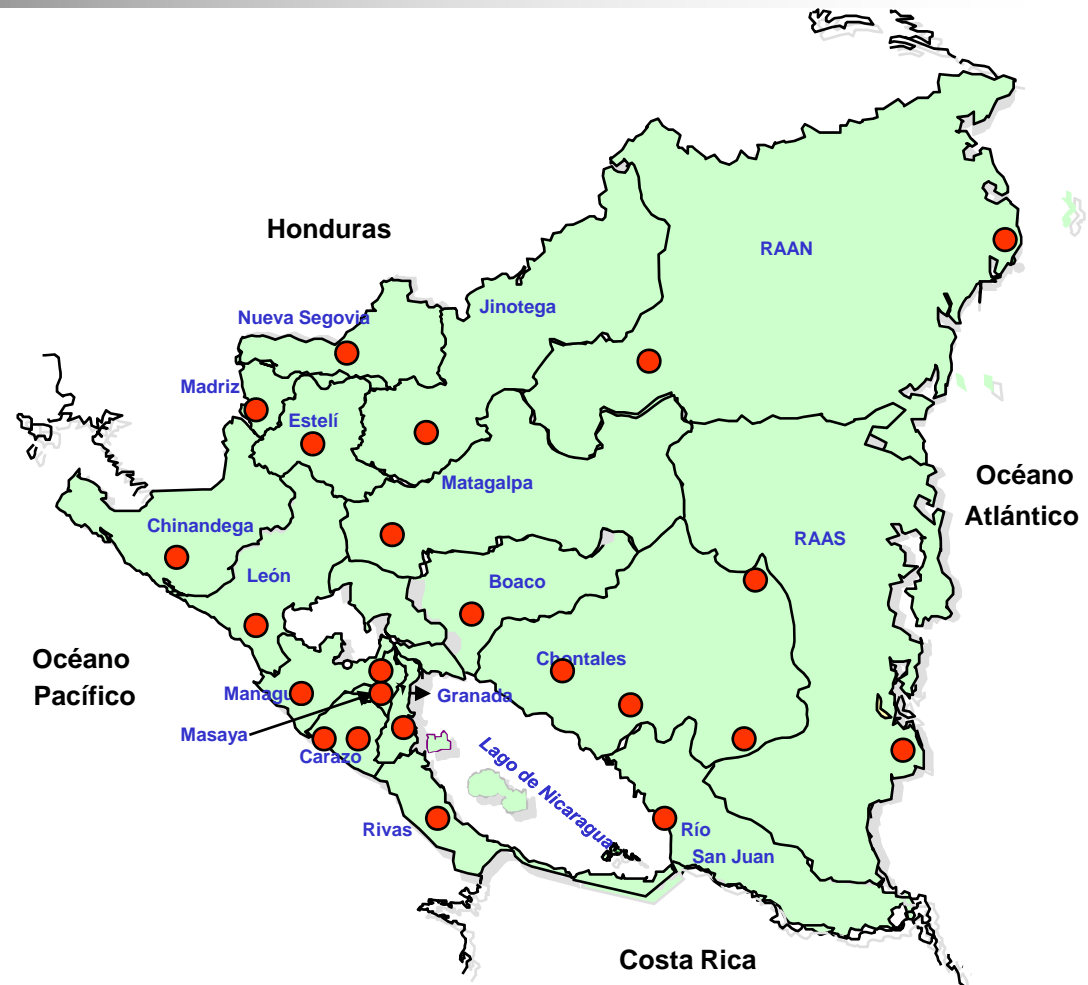 Honduras
RAAN
Jinotega
Nueva Segovia
Madriz
Estelí
Matagalpa
Océano
Atlántico
Chinandega
RAAS
León
Boaco
Océano
Pacífico
Chontales
Managu
Granada
Masaya
Carazo
Lago de Nicaragua
Rivas
Río
San Juan
Costa Rica